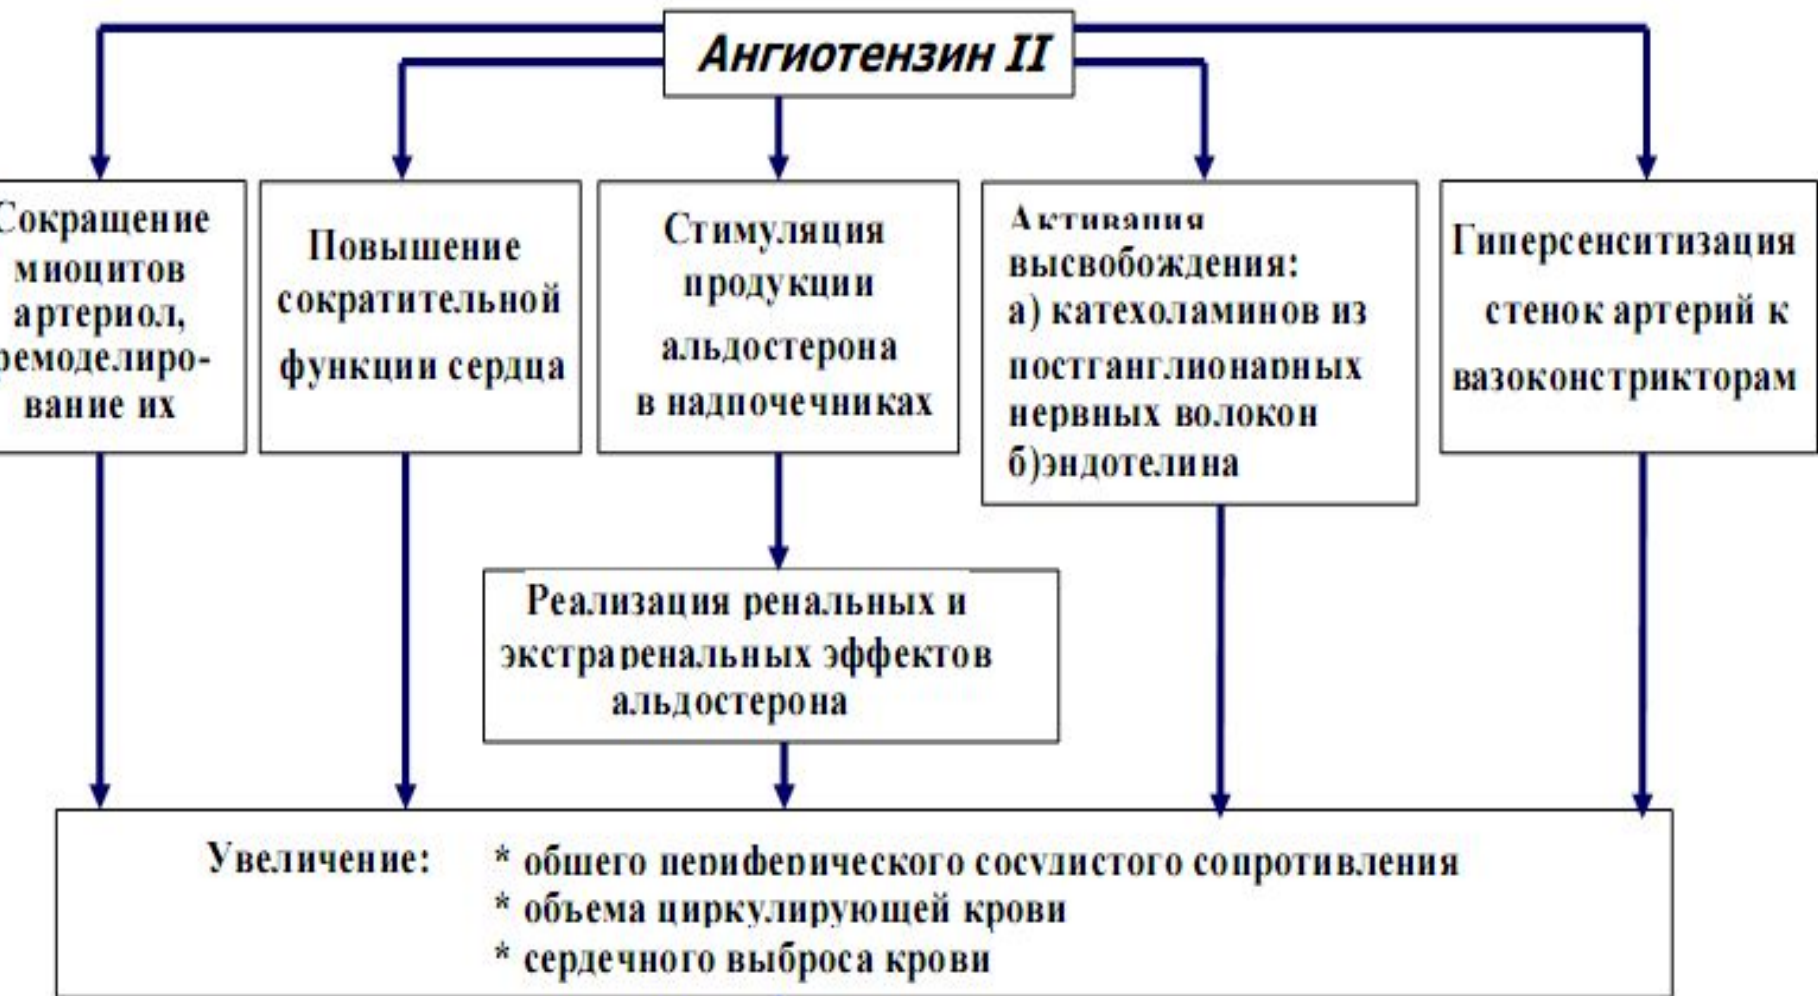 Ангиотензин II
Сокращение
миоцитов
артериол,
ремоделиро-
вание их
Повышение
сократительной
функции сердца
Стимуляция
продукции
альдостерона
в надпочечниках
Активация
высвобождения:
а) катехоламинов из
постганглионарных
нервных волокон
б)эндотелина
Гиперсенситизация
стенок артерий к
вазоконстрикторам
Реализация ренальных и
экстраренальных эффектов
альдостерона
Увеличение: * общего периферического сосудистого сопротивления
* объема циркулирующей крови
* сердечного выброса крови